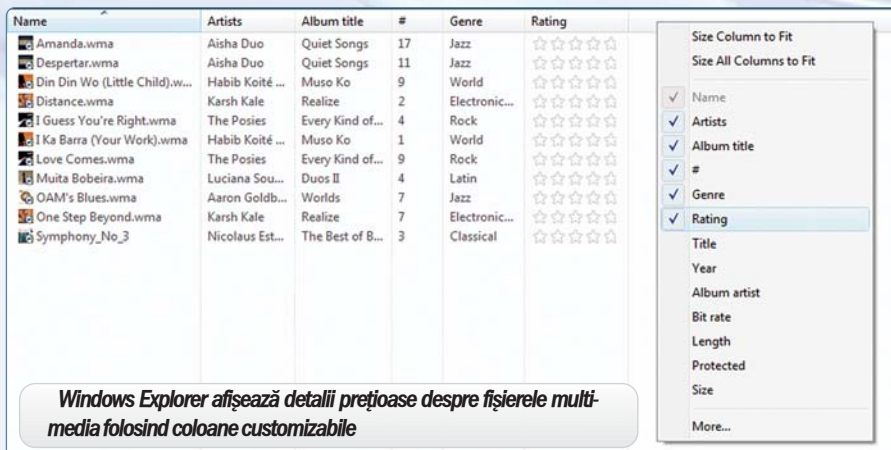 Name Artists Album title # Genre Rating
Amanda.wma Aisha Duo Quiet Songs 17 Jazz
Despertar.wma Aisha Duo Quiet Songs 11 Jazz
Din Din Wo (Little Child).w... Habib Koité ... Muso Ko 9 World
Distance.wma Karsh Kale Realize 2 Electronic...
I Guess You're Right.wma The Posies Every Kind of... 4 Rock
I Ka Barra (Your Work).wma Habib Koité ... Muso Ko 1 World
Love Comes.wma The Posies Every Kind of... 9 Rock
Muita Bobeira.wma Luciana Sou... Duos II 4 Latin
OAM's Blues.wma Aaron Goldb... Worlds 7 Jazz
One Step Beyond.wma Karsh Kale Realize 7 Electronic...
Symphony_No_3 Nicolaus Est... The Best of B... 3 Classical
Size Column to Fit
Size All Columns to Fit
Name
Artists
Album title
#
Genre
Rating
Title
Year
Album artist
Bit rate
Length
Protected
Size
More...
Windows Explorer afişează detalii preţioase despre fişierele multi-
media folosind coloane customizabile